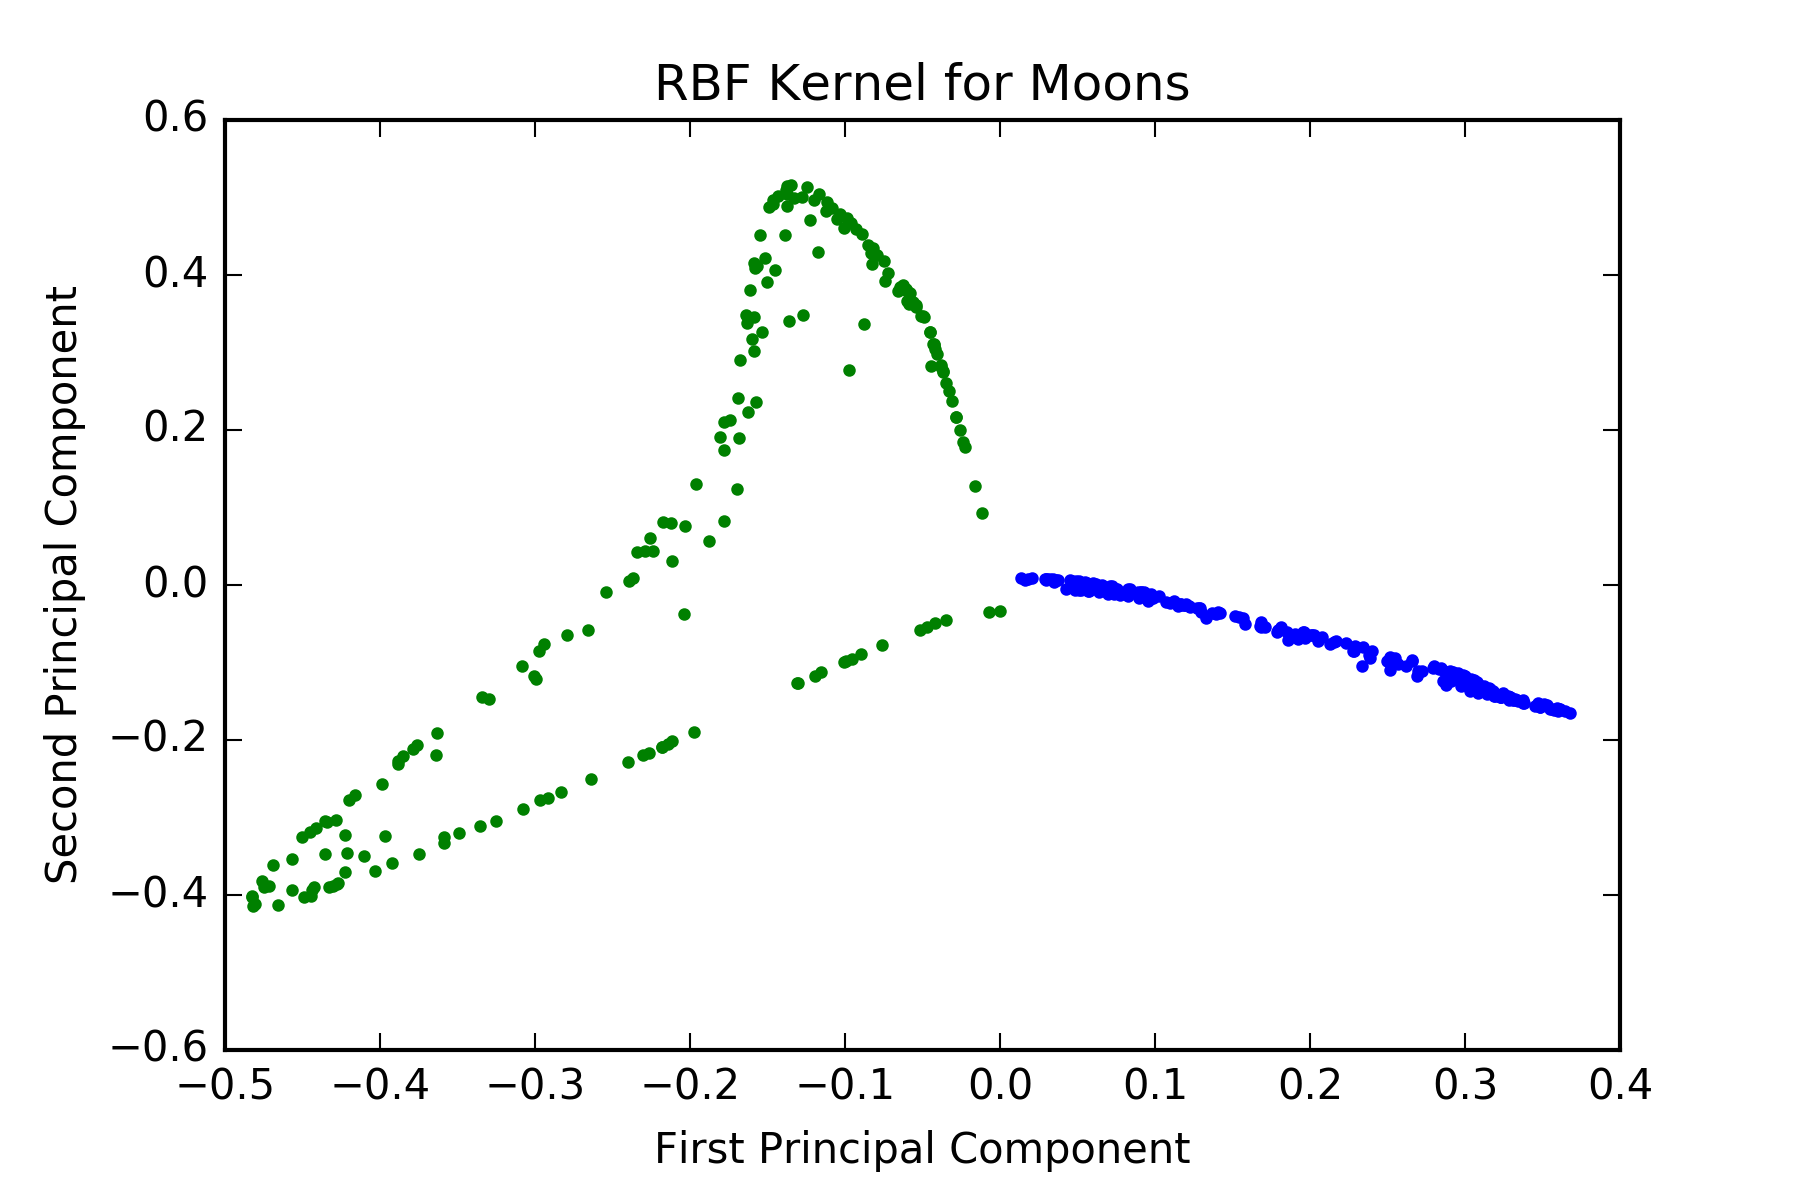 RBF Kernel for Moons
0.6
0.4
0.2
0.0
−0.2
−0.4
−0.6
Second Principal Component
−0.5 −0.4 −0.3 −0.2 −0.1 0.0 0.1 0.2 0.3 0.4
First Principal Component